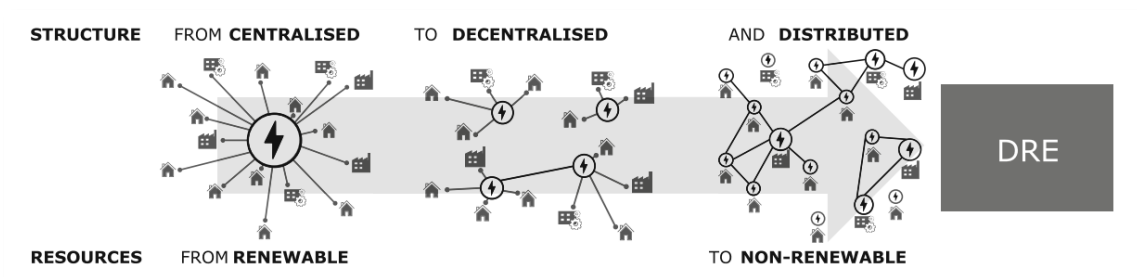 STRUCTURE FROM CENTRALISED TO DECENTRALISED AND DISTRIBUTED
DRE
RESOURCES FROM RENEWABLE TO NON-RENEWABLE